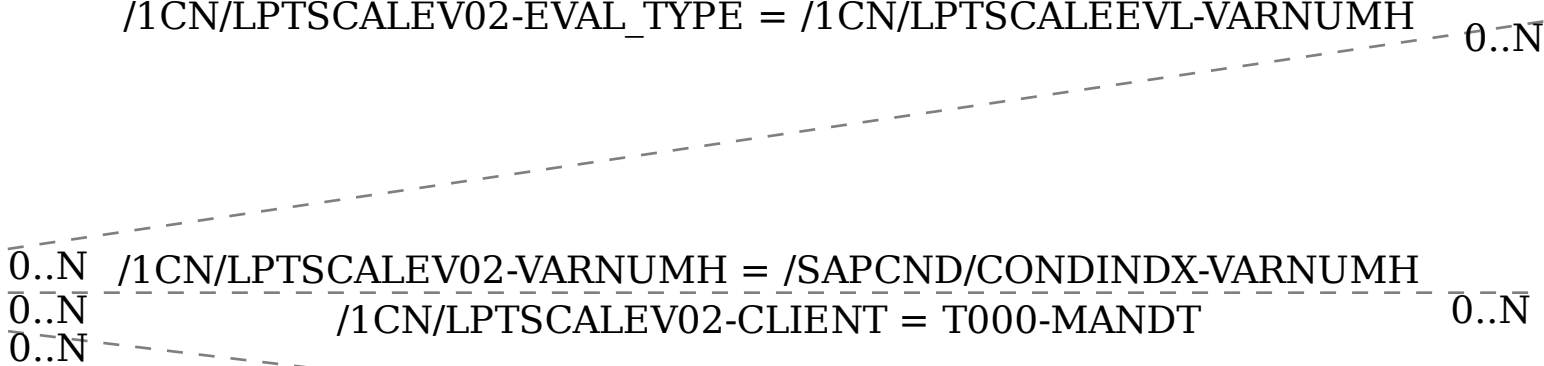 /1CN/LPTSCALEV02-EVAL_TYPE = /1CN/LPTSCALEEVL-VARNUMH
0..N
0..N /1CN/LPTSCALEV02-VARNUMH = /SAPCND/CONDINDX-VARNUMH
0..N /1CN/LPTSCALEV02-CLIENT = T000-MANDT 0..N
0..N